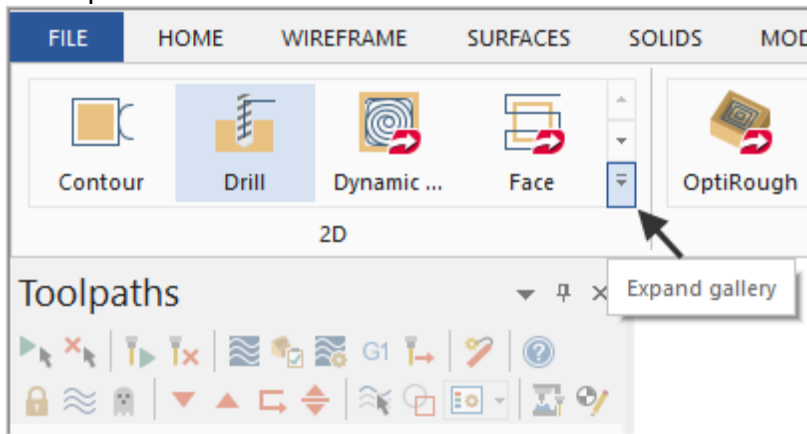 FILE HOME WIREFRAME SURFACES SOLIDS
Contour Drill Dynamic ... Face OptiRough
2D
Toolpaths
Expand gallery
G1